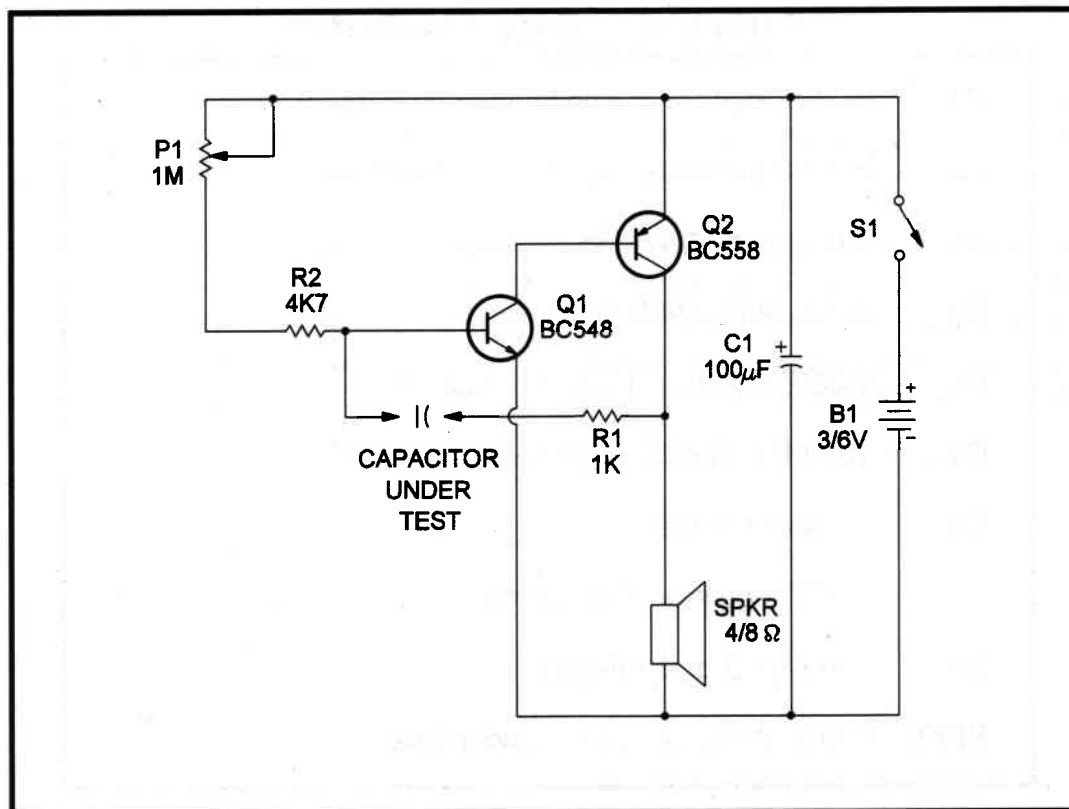 P1
1M
R2
4K7
Q1
BC548
Q2
BC558
S1
C1
+
100µF
+
B1
3/6V
-
R1
1K
CAPACITOR
UNDER
TEST
SPKR
4/8 Ω